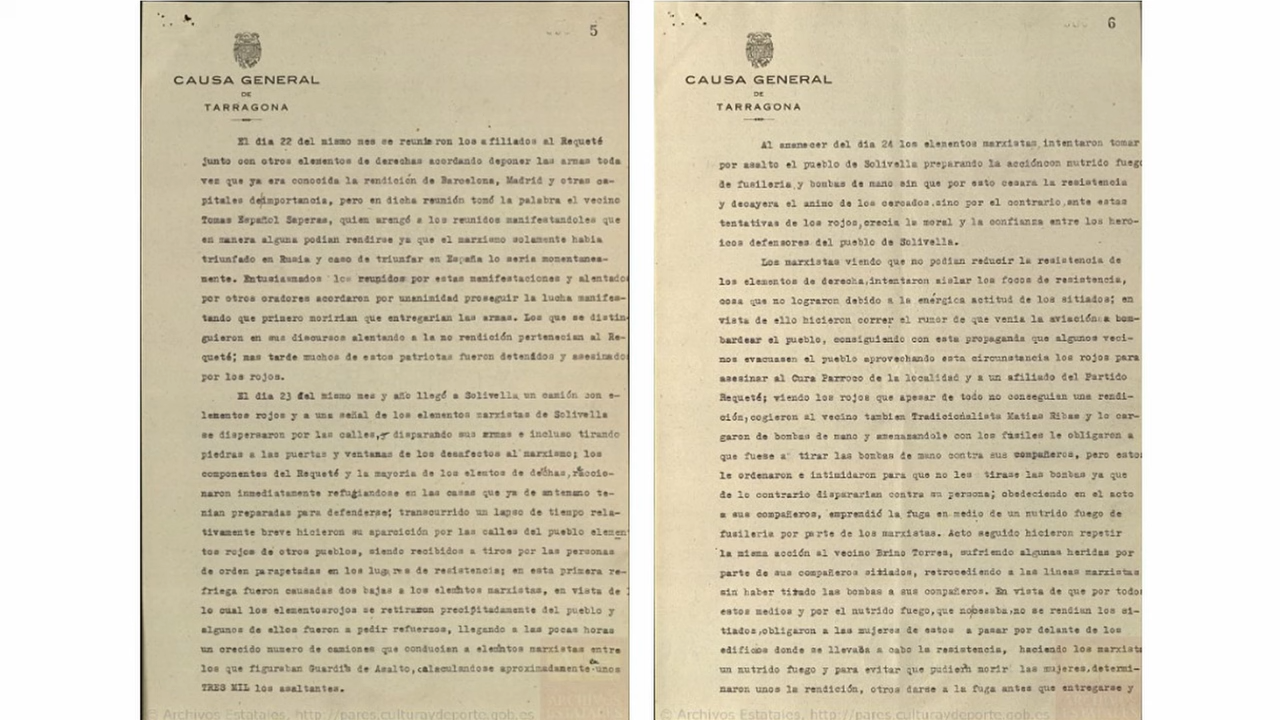 5
CAUSA GENERAL
DE
TARRAGONA
El dia 22 del mismo mes se reunieron los afiliados al Requeté
junto con otros elementos de derechas acordando deponer las armas toda
vez que ya era conocida la rendición de Barcelona, Madrid y otras ca-
pitales de importancia, pero en dicha reunión tomó la palabra el vecino
Tomas Español Saperas, quien arengó a los reunidos manifestandoles que
en manera alguna podian rendirse ya que el marxismo solamente habia
triunfado en Rusia y caso de triunfar en España lo seria monentanea-
mente. Entusiasmados los reunidos por estas manifestaciones y alentados
por otros oradores acordaron por unanimidad proseguir la lucha manifes-
tando que primero moririan que entregarian las armas. Los que se distin-
guieron en sus discursos alentando a la no rendición pertenecian al Re-
queté; mas tarde muchos de estos patriotas fueron detenidos y asesinados
por los rojos.
El dia 23 del mismo mes y año llegó a Solivella un camión con e-
lementos rojos y a una señal de los elementos marxistas de Solivella
se dispersaron por las calles, y disparando sus armas e incluso tirando
piedras a las puertas y ventanas de los desafectos al marxismo; los
componentes del Requeté y la mayoria de los elentos de dechas, raccio-
naron inmediatamente refugiandose en las casas que ya de antenano te-
nian preparadas para defenderse; transcurrido un lapso de tiempo rela-
tivamente breve hicieron su aparición por las calles del pueblo elemen-
tos rojos de otros pueblos, siendo recibidos a tiros por las personas
de orden parapetadas en los lugares de resistencia; en esta primera re-
friega fueron causadas dos bajas a los elemntos marxistas, en vista de
lo cual los elementosrojos se retiraron precipitadamente del pueblo y
algunos de ellos fueron a pedir refuerzos, llegando a las pocas horas
un crecido numero de camiones que conducian a elemntos marxistas entre
los que figuraban Guardias de Asalto, calculandose aproximadamente en unos
TRES MIL los asaltantes.
© Archivos Estatales, http://pares.culturaydeporte.gob.es
6
CAUSA GENERAL
DE
TARRAGONA
Al amanecer del dia 24 los elementos marxistas intentaron tomar
por asalto el pueblo de Solivella preparando la accióncon nutrido fuego
de fusileria y bombas de mano sin que por esto cesara la resistencia
y decayera el animo de los cercados, sino por el contrario, ante estas
tentativas de los rojos, crecia la moral y la confianza entre los hero-
icos defensores del pueblo de Solivella.
Los marxistas viendo que no podian reducir la resistencia de
los elementos de derecha, intentaron aislar los focos de resistencia,
cosa que no lograron debido a la enérgica actitud de los sitiados; en
vista de ello hicieron correr el rumor de que venia la aviación a bom-
bardear el pueblo, consiguiendo con esta propaganda que algunos veci-
nos evacuasen el pueblo aprovechando esta circunstancia los rojos para
asesinar al Cura Parroco de la localidad y a un afiliado del Partido
Requeté; viendo los rojos que apesar de todo no conseguian una rendi-
ción, cogieron al vecino tambien Tradicionalista Matias Ribas y lo car-
garon de bombas de mano y amenazandole con los fusiles le obligaron a
que fuese a tirar las bombas de mano contra sus compañeros, pero estos
le ordenaron e intimidaron para que no les tirase las bombas ya que
de lo contrario dispararian contra su persona; obedeciendo en el acto
a sus compañeros, emprendió la fuga en medio de un nutrido fuego de
fusileria por parte de los marxistas. Acto seguido hicieron repetir
la misma acción al vecino Brino Torres, sufriendo algunas heridas por
parte de sus compañeros sitiados, retrocediendo a las lineas marxistas
sin haber tirado las bombas a sus compañeros. En vista de que por todos
estos medios y por el nutrido fuego, que no cesaba, no se rendian los si-
tiados, obligaron a las mujeres de estos a pasar por delante de los
edificios donde se llevaba a cabo la resistencia, haciendo los marxistas
un nutrido fuego y para evitar que pudiern morir las mujeres, determi-
naron unos la rendición, otros darse a la fuga antes que entregarse y
© Archivos Estatales, http://pares.culturaydeporte.gob.es